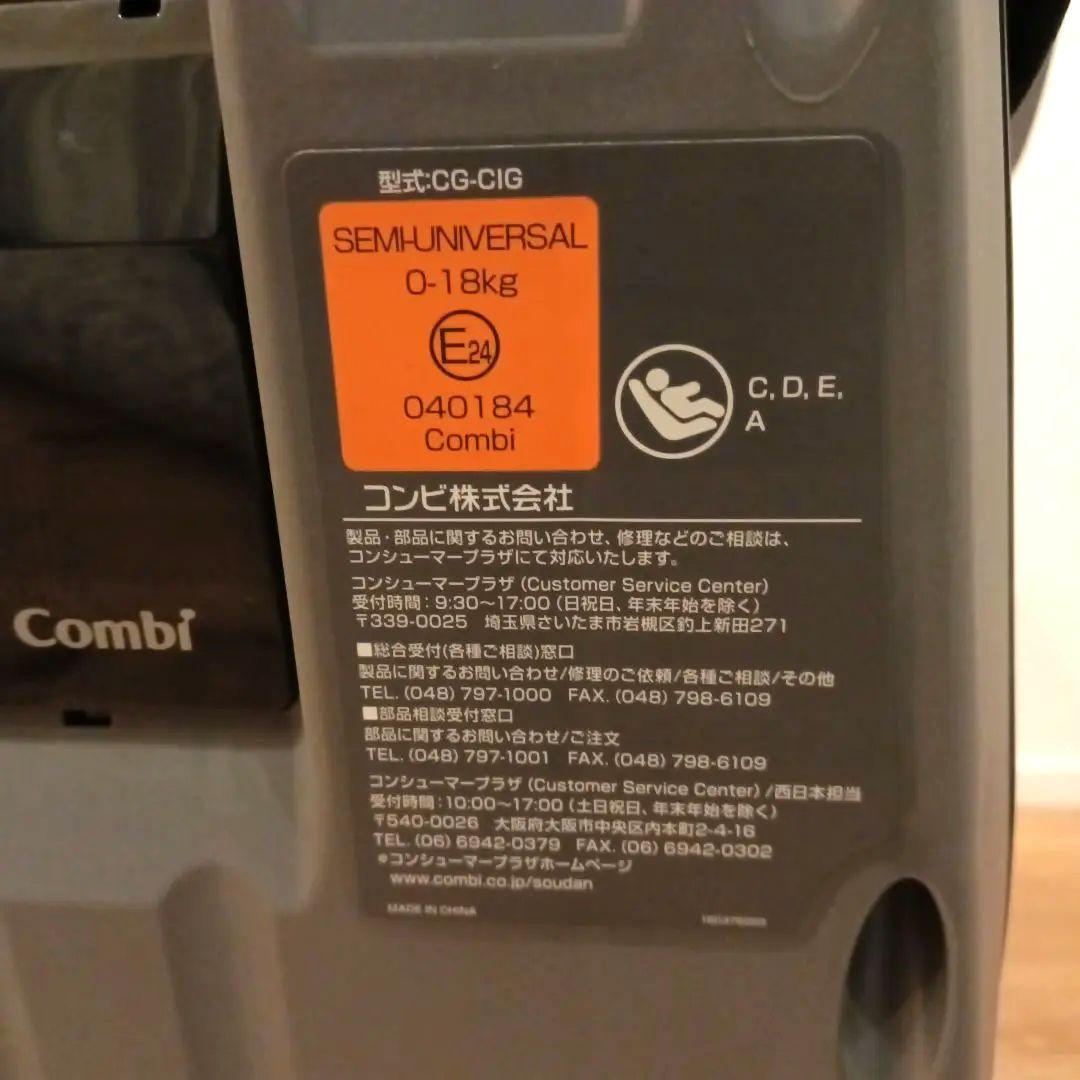 型式:CG-CIG
SEMI-UNIVERSAL
0-18kg
E24
040184
Combi
C, D, E,
A
コンビ株式会社
製品・部品に関するお問い合わせ、修理などのご相談は、
コンシューマープラザにて対応いたします。
コンシューマープラザ (Customer Service Center)
受付時間：9:30～17:00 (日祝日、年末年始を除く)
〒339-0025 埼玉県さいたま市岩槻区釣上新田271
■総合受付(各種ご相談)窓口
製品に関するお問い合わせ/修理のご依頼/各種ご相談/その他
TEL. (048) 797-1000 FAX. (048) 798-6109
■部品相談受付窓口
部品に関するお問い合わせ/ご注文
TEL. (048) 797-1001 FAX. (048) 798-6109
コンシューマープラザ (Customer Service Center) /西日本担当
受付時間：10:00～17:00 (土日祝日、年末年始を除く)
〒540-0026 大阪府大阪市中央区内本町2-4-16
TEL. (06) 6942-0379 FAX. (06) 6942-0302
*コンシューマープラザホームページ
www.combi.co.jp/soudan
MADE IN CHINA
Combi